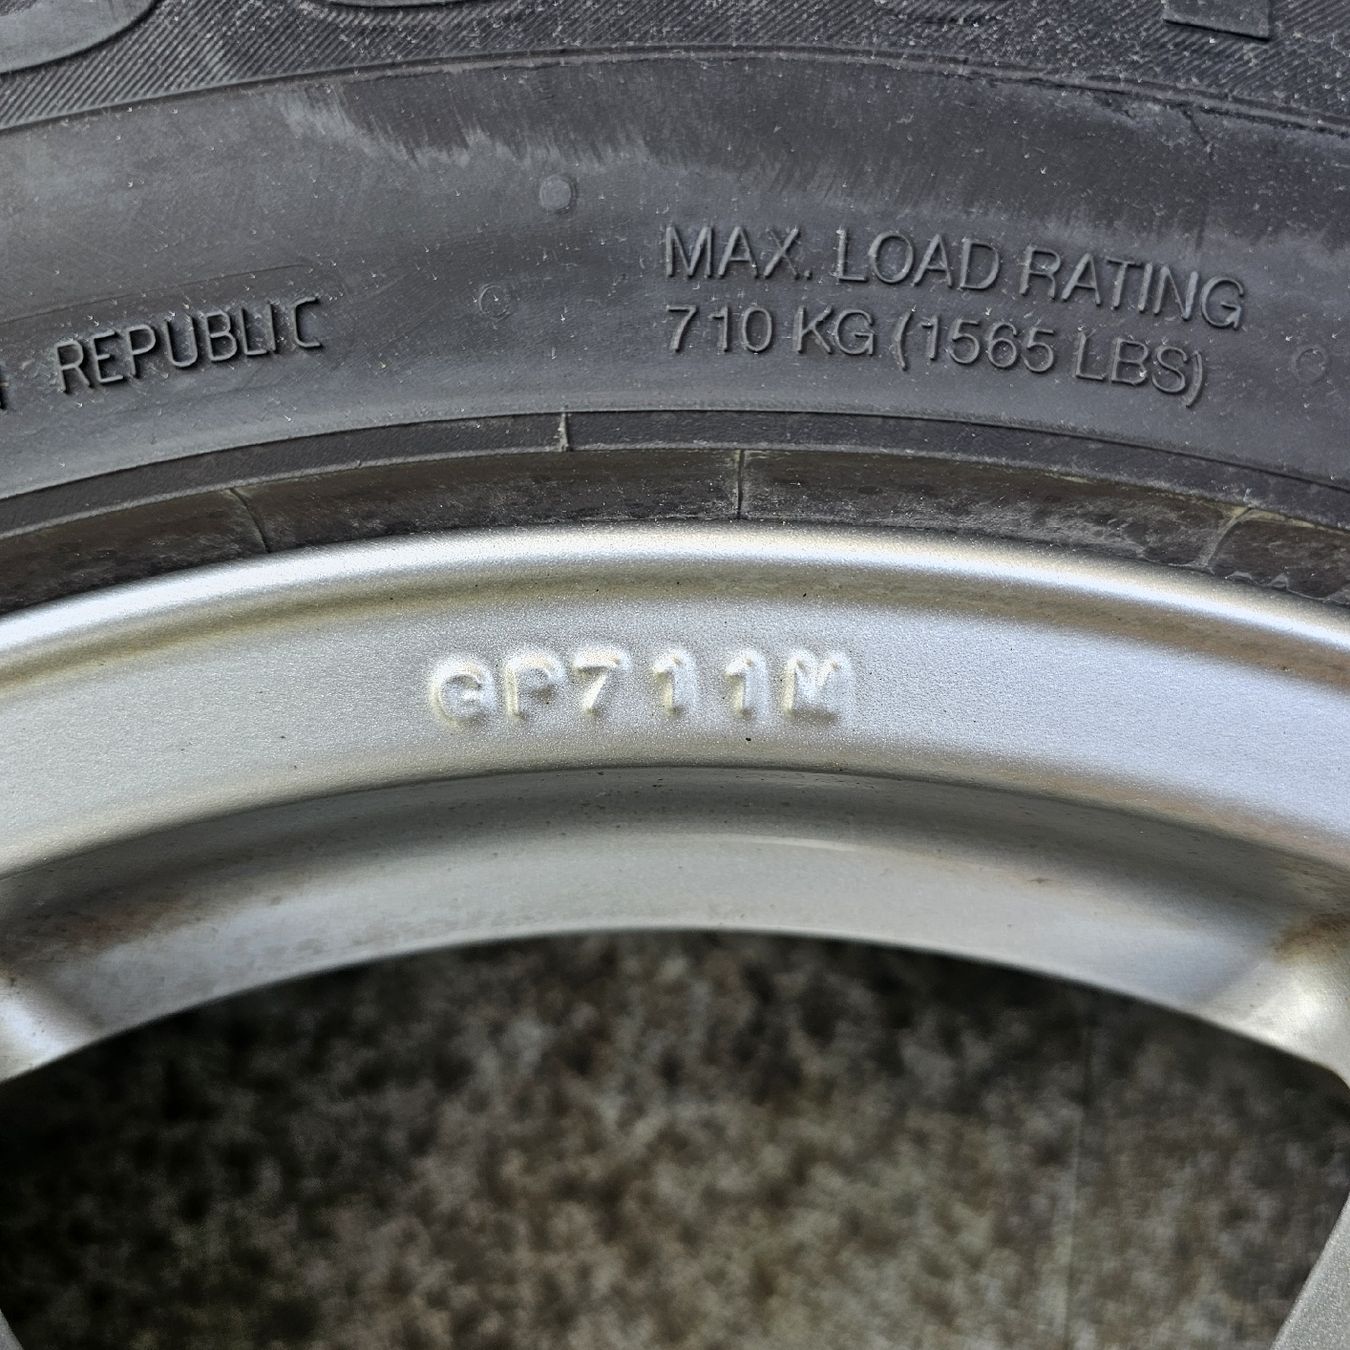 REPUBLIC
MAX. LOAD RATING
710 KG (1565 LBS)
GP711M